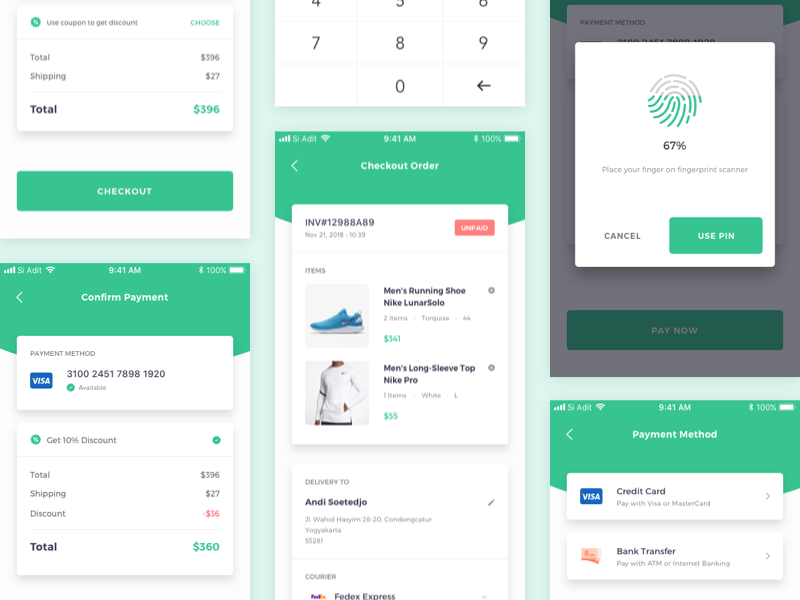 Use coupon to get discount CHOOSE
Total $396
Shipping $27
Total $396
CHECKOUT
Si Adit 9:41 AM 100%
Confirm Payment
PAYMENT METHOD
VISA 3100 2451 7898 1920
Available
Get 10% Discount
Total $396
Shipping $27
Discount -$36
Total $360
4 5 6
7 8 9
0
Si Adit 9:41 AM 100%
Checkout Order
INV#12988A89
Nov 21, 2018 - 10:39
UNPAID
ITEMS
Men's Running Shoe
Nike LunarSolo
2 Items · Torquise · 44
$341
Men's Long-Sleeve Top
Nike Pro
1 Items · White · L
$55
DELIVERY TO
Andi Soetedjo
Jl. Wahid Hasyim 28-20. Condongcatur
Yogyakarta
55281
COURIER
FedEx Fedex Express
PAYMENT METHOD
3100 2451 7898 1920
67%
Place your finger on fingerprint scanner
CANCEL USE PIN
PAY NOW
Si Adit 9:41 AM 100%
Payment Method
VISA Credit Card
Pay with Visa or MasterCard
Bank Transfer
Pay with ATM or Internet Banking